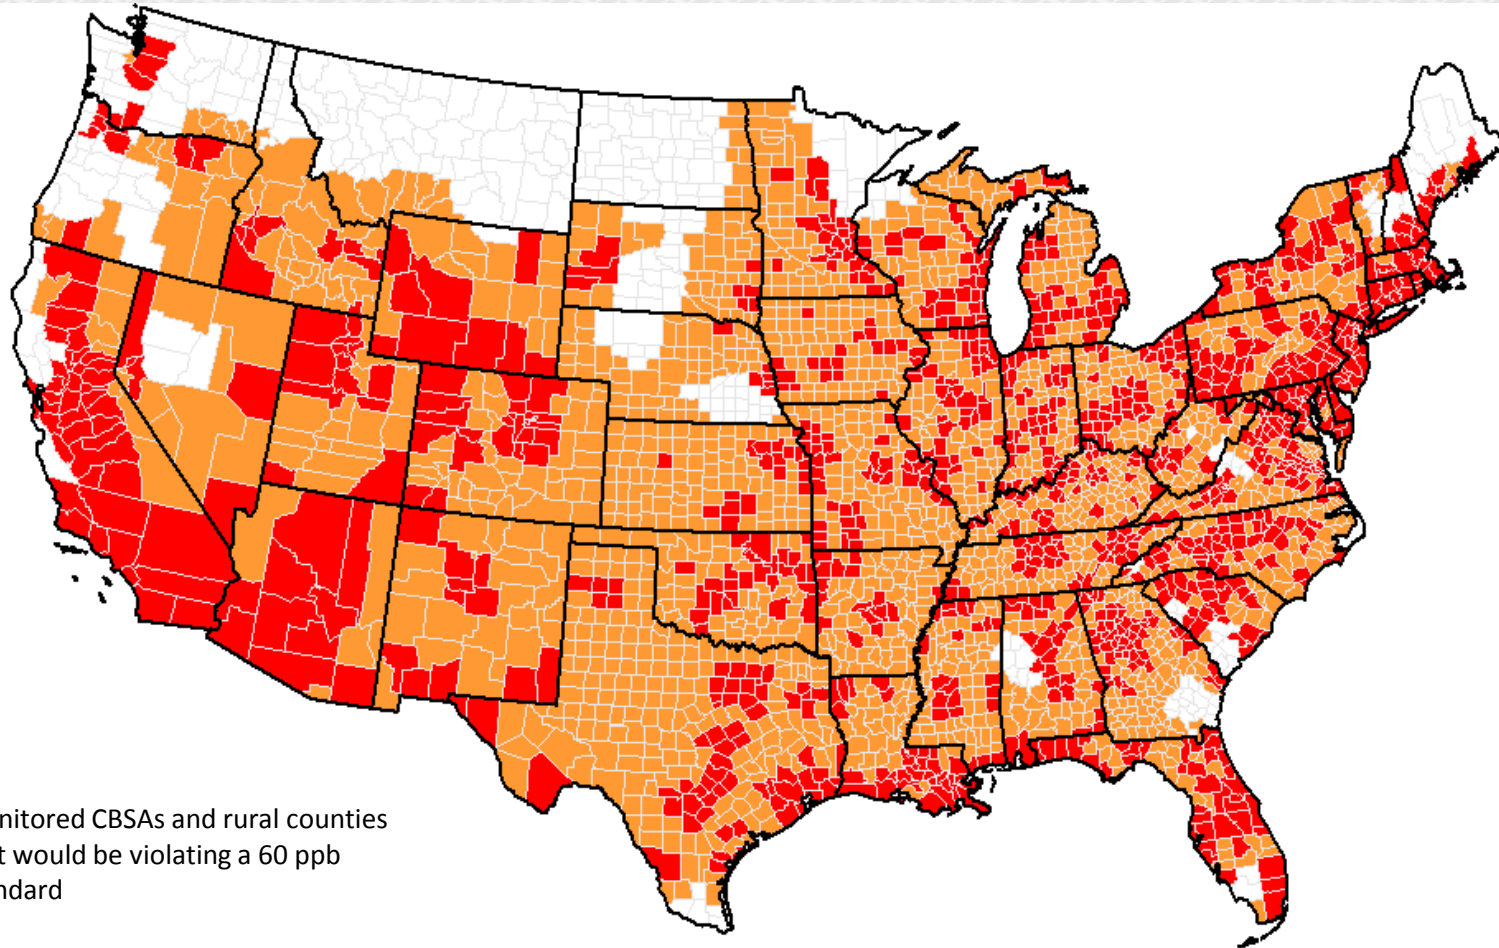 nitored CBSAs and rural counties
t would be violating a 60 ppb
ndard